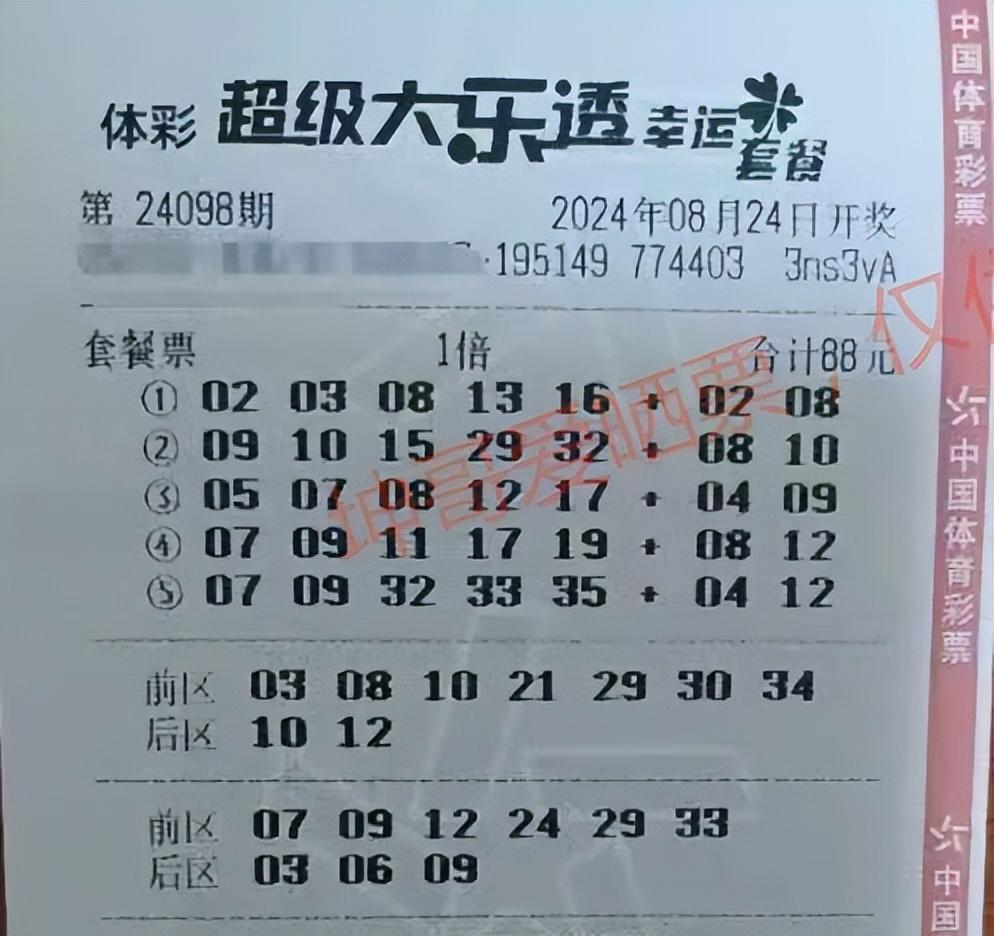 体彩 超级大乐透 幸运 套餐
第 24098期 2024年08月24日开奖
195149 774403 3ns3vA
套餐票 1倍 合计88元
① 02 03 08 13 16 + 02 08
② 09 10 15 29 32 + 08 10
③ 05 07 08 12 17 + 04 09
④ 07 09 11 17 19 + 08 12
⑤ 07 09 32 33 35 + 04 12
前区 03 08 10 21 29 30 34
后区 10 12
前区 07 09 12 24 29 33
后区 03 06 09
坤哥爱晒票,仅
中国体育彩票
中国体育彩票
中国